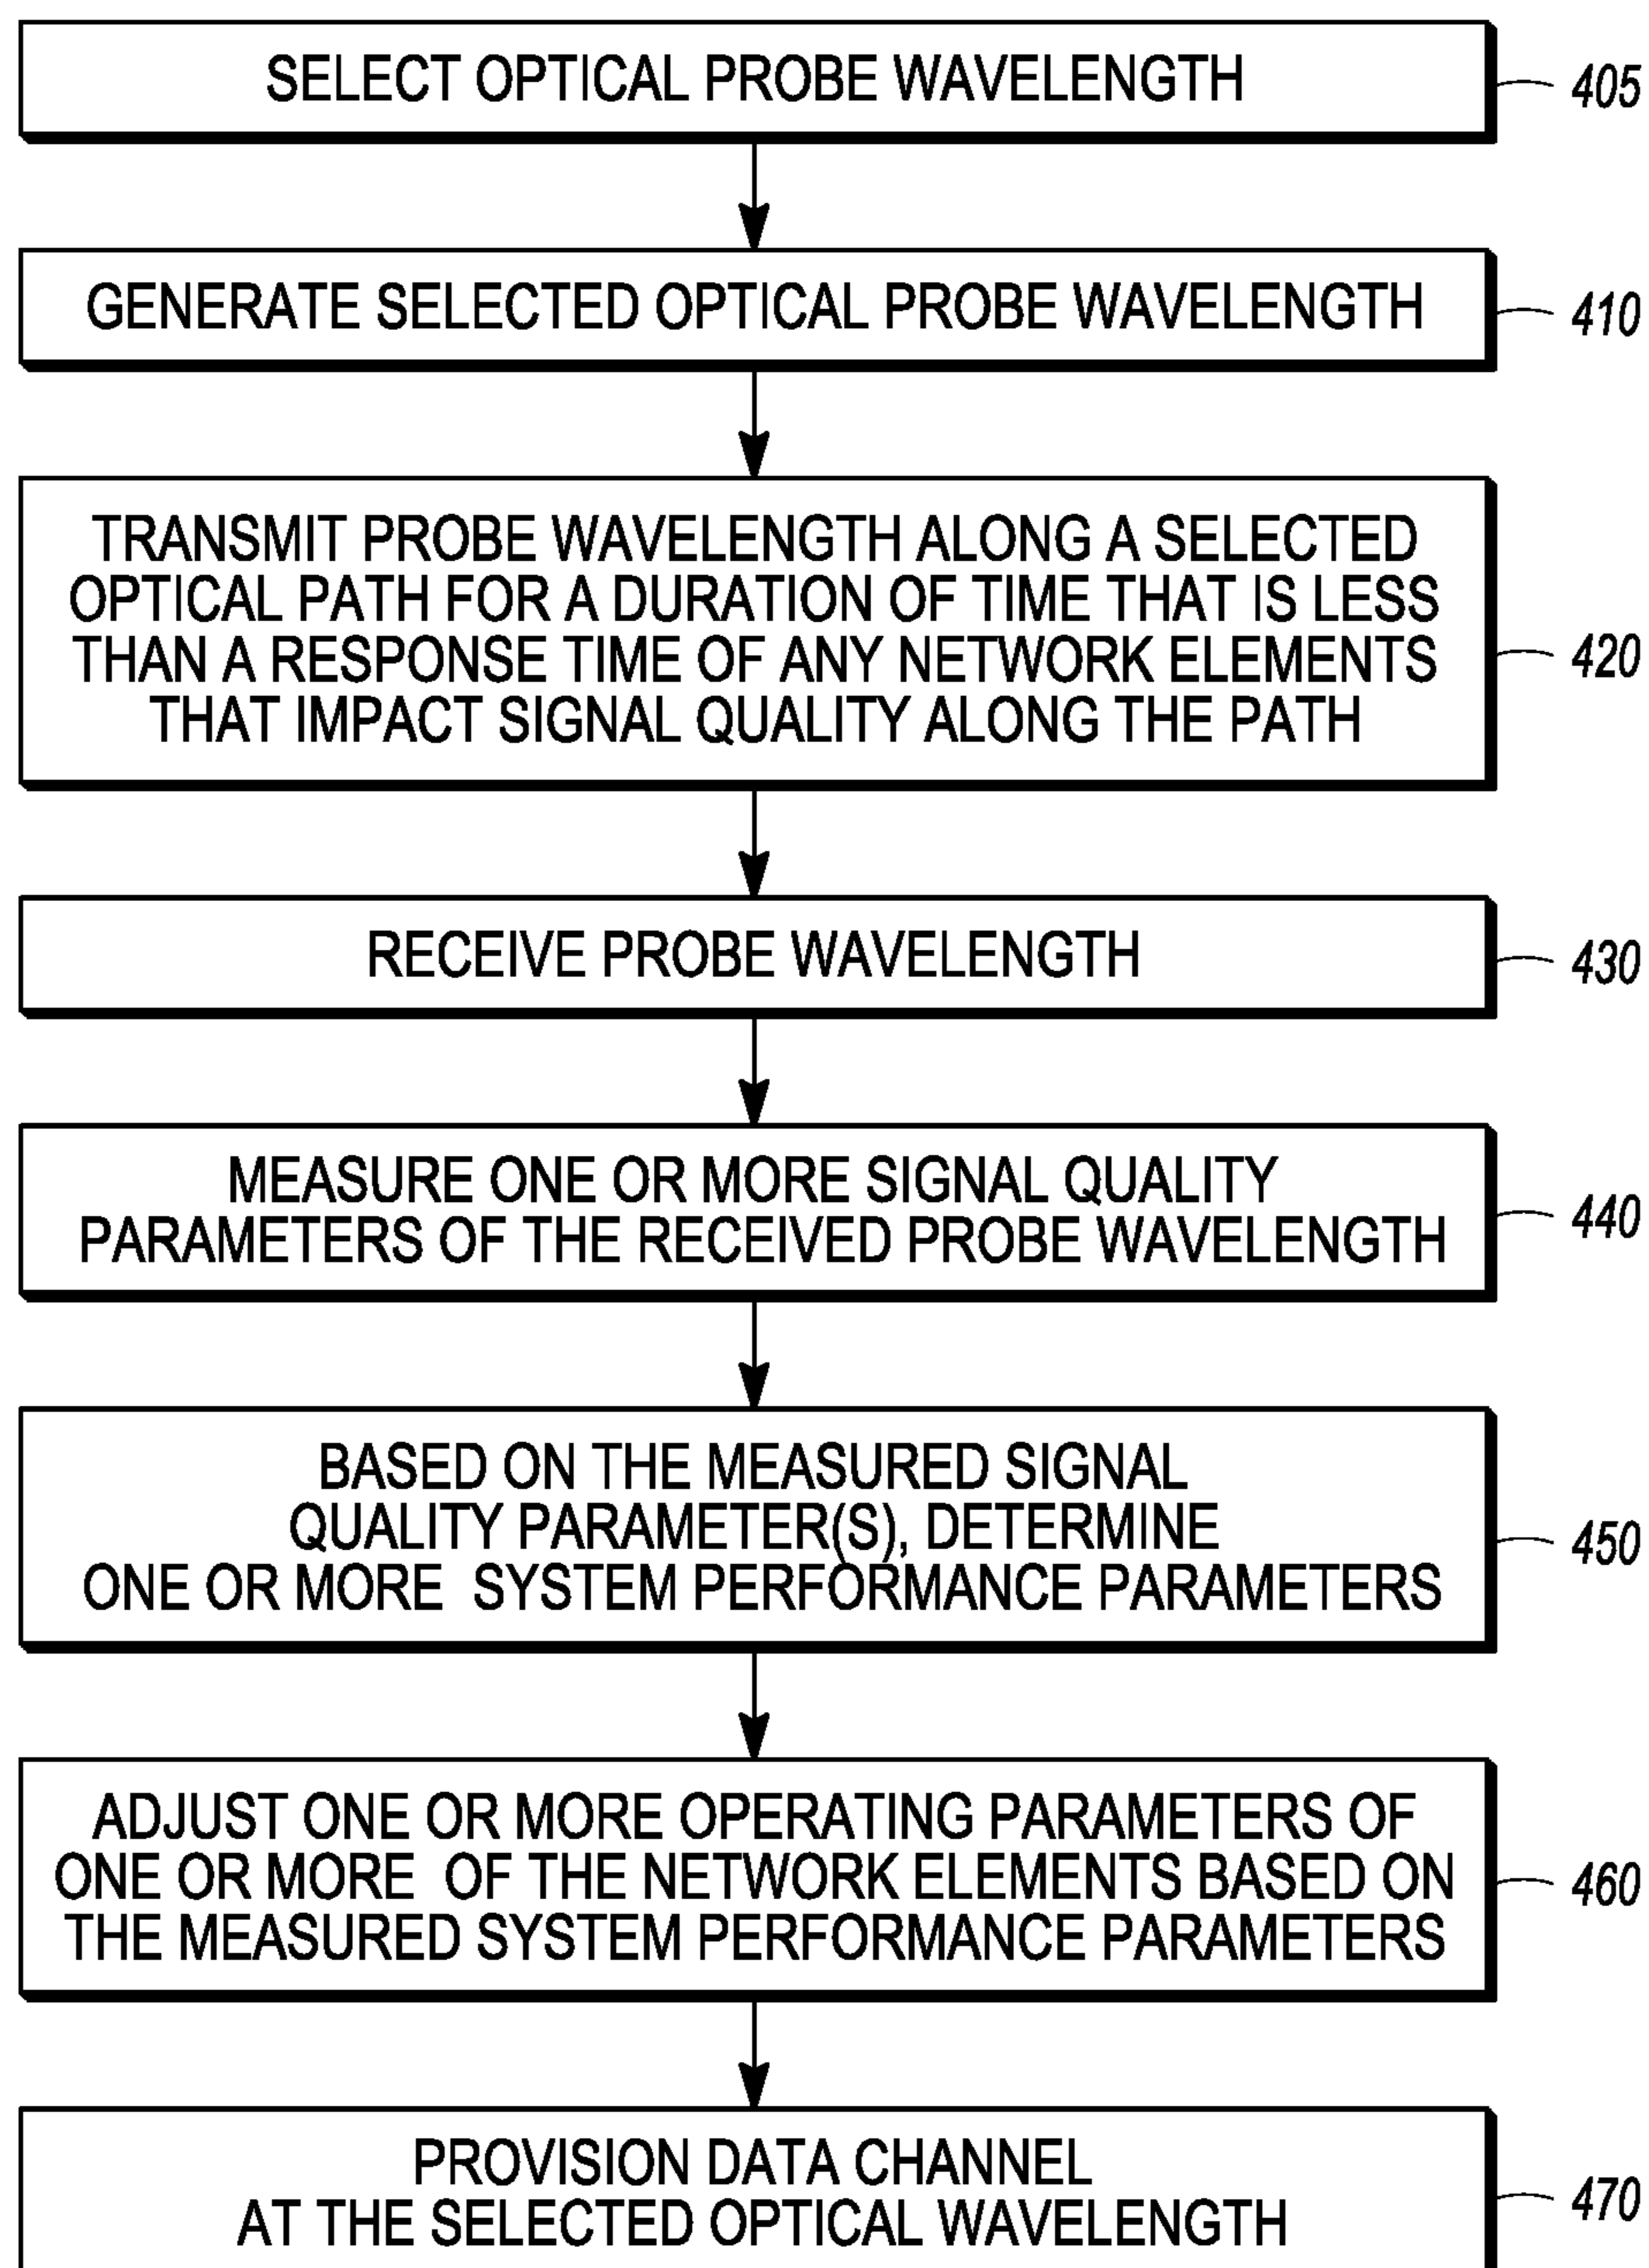 SELECT OPTICAL PROBE WAVELENGTH
405
GENERATE SELECTED OPTICAL PROBE WAVELENGTH
410
TRANSMIT PROBE WAVELENGTH ALONG A SELECTED
OPTICAL PATH FOR A DURATION OF TIME THAT IS LESS
THAN A RESPONSE TIME OF ANY NETWORK ELEMENTS
THAT IMPACT SIGNAL QUALITY ALONG THE PATH
420
RECEIVE PROBE WAVELENGTH
430
MEASURE ONE OR MORE SIGNAL QUALITY
PARAMETERS OF THE RECEIVED PROBE WAVELENGTH
440
BASED ON THE MEASURED SIGNAL
QUALITY PARAMETER(S), DETERMINE
ONE OR MORE SYSTEM PERFORMANCE PARAMETERS
450
ADJUST ONE OR MORE OPERATING PARAMETERS OF
ONE OR MORE OF THE NETWORK ELEMENTS BASED ON
THE MEASURED SYSTEM PERFORMANCE PARAMETERS
460
PROVISION DATA CHANNEL
AT THE SELECTED OPTICAL WAVELENGTH
470